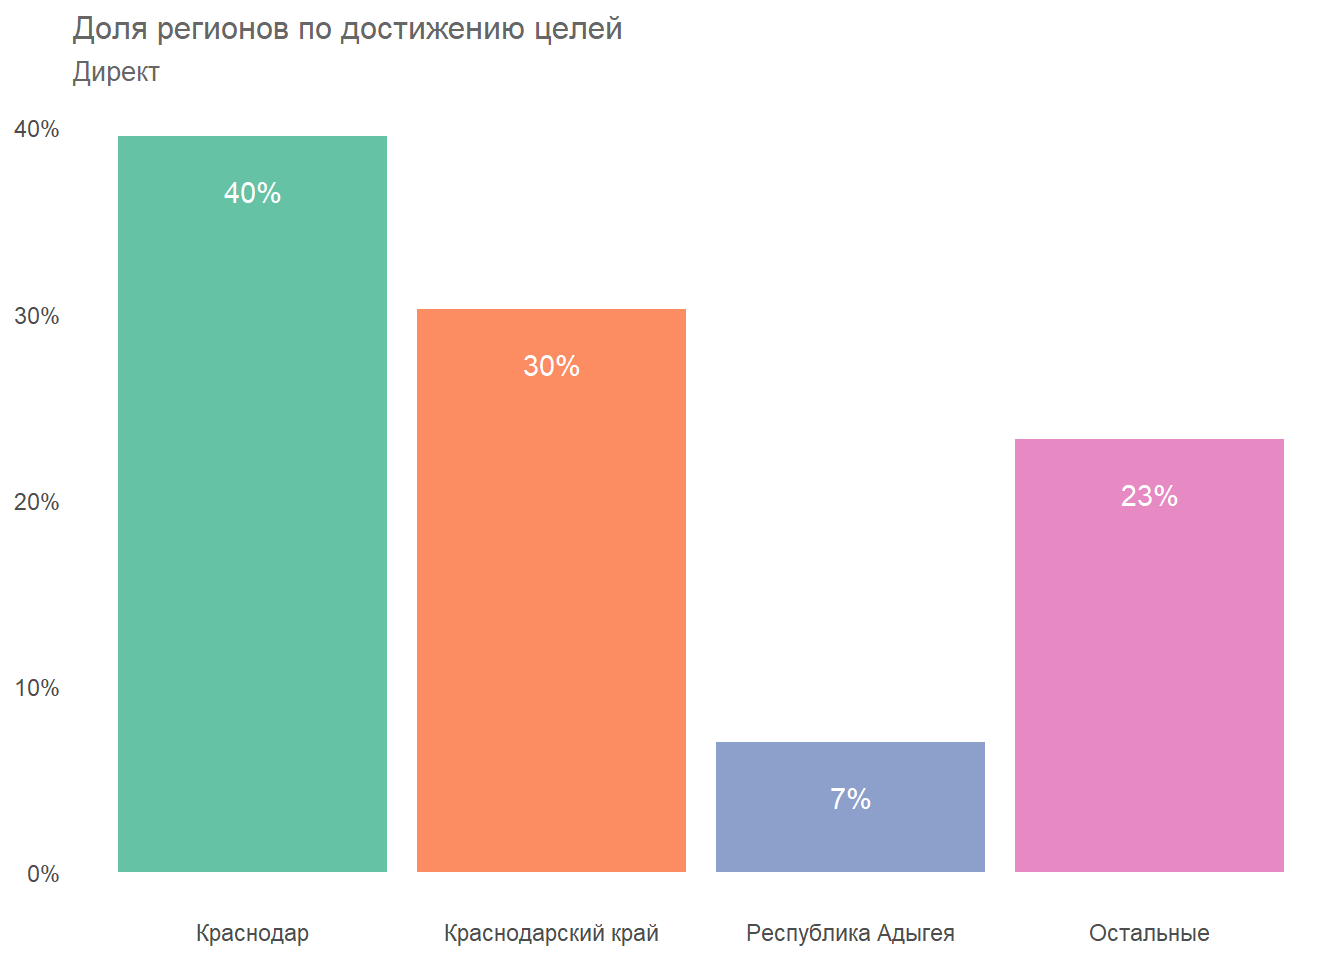 Доля регионов по достижению целей
Директ
40%
30%
20%
10%
0%
40%
30%
7%
23%
Краснодар
Краснодарский край
Республика Адыгея
Остальные